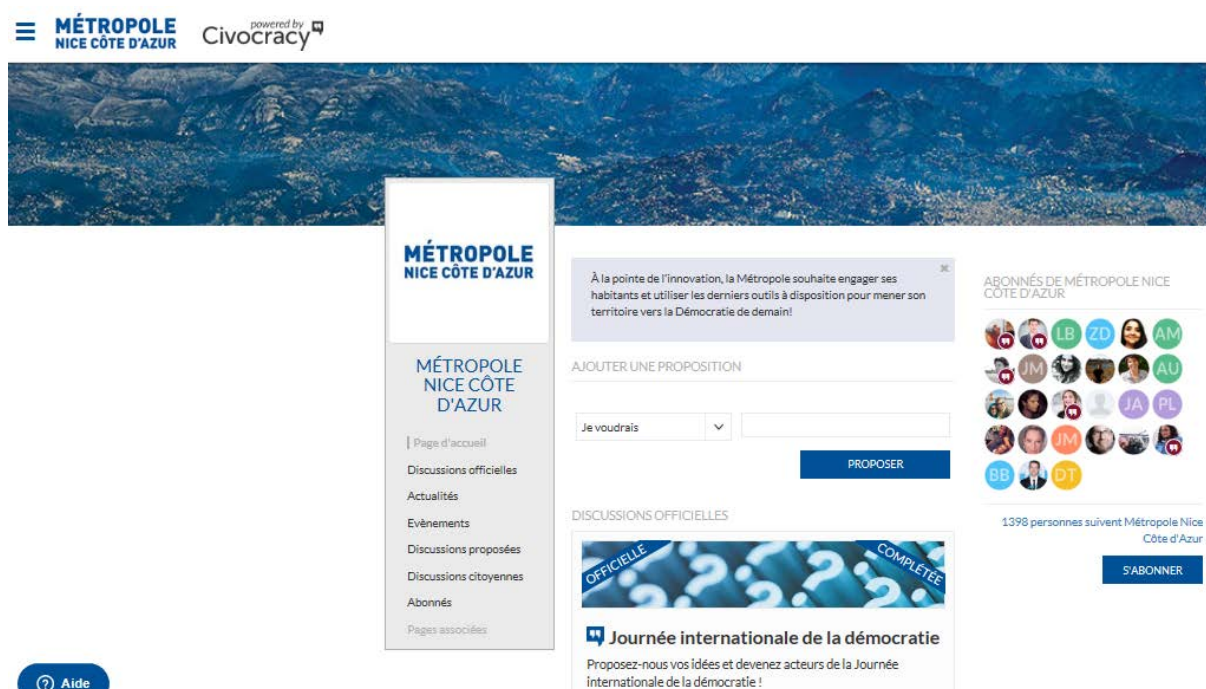 MÉTROPOLE
NICE CÔTE D'AZUR
powered by
Civocracy
MÉTROPOLE
NICE CÔTE D'AZUR
MÉTROPOLE
NICE CÔTE
D'AZUR
Page d'accueil
Discussions officielles
Actualités
Evènements
Discussions proposées
Discussions citoyennes
Abonnés
Pages associées
À la pointe de l'innovation, la Métropole souhaite engager ses
habitants et utiliser les derniers outils à disposition pour mener son
territoire vers la Démocratie de demain!
AJOUTER UNE PROPOSITION
Je voudrais
PROPOSER
DISCUSSIONS OFFICIELLES
OFFICIELLE
COMPLÉTÉE
Journée internationale de la démocratie
Proposez-nous vos idées et devenez acteurs de la Journée
internationale de la démocratie !
ABONNÉS DE MÉTROPOLE NICE
CÔTE D'AZUR
LB ZD AM
JM AU
JA PL
JM
BB DT
1398 personnes suivent Métropole Nice
Côte d'Azur
S'ABONNER
Aide